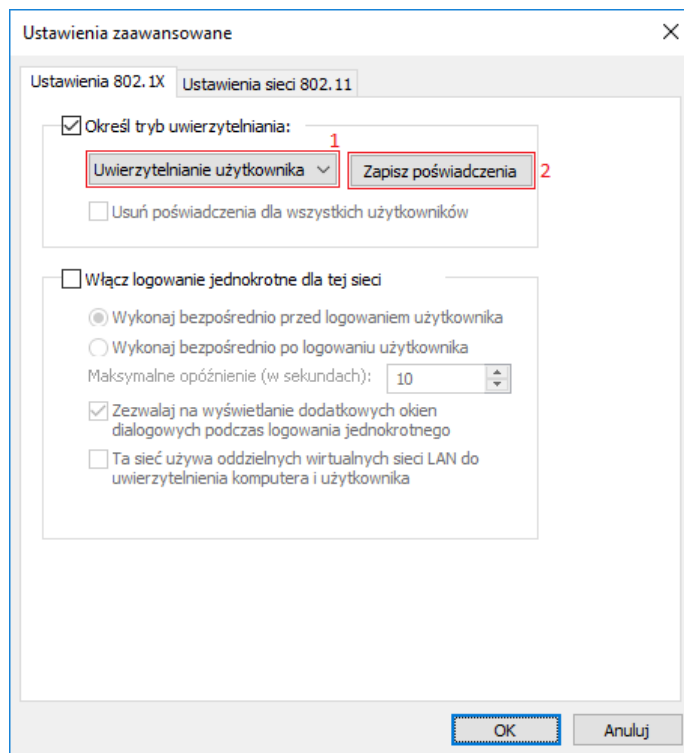 Ustawienia zaawansowane
Ustawienia 802.1X
Ustawienia sieci 802.11
Określ tryb uwierzytelniania:
1
Uwierzytelnianie użytkownika
Zapisz poświadczenia
2
Usuń poświadczenia dla wszystkich użytkowników
Włącz logowanie jednokrotne dla tej sieci
Wykonaj bezpośrednio przed logowaniem użytkownika
Wykonaj bezpośrednio po logowaniu użytkownika
Maksymalne opóźnienie (w sekundach):
10
Zezwalaj na wyświetlanie dodatkowych okien
dialogowych podczas logowania jednokrotnego
Ta sieć używa oddzielnych wirtualnych sieci LAN do
uwierzytelnienia komputera i użytkownika
OK
Anuluj